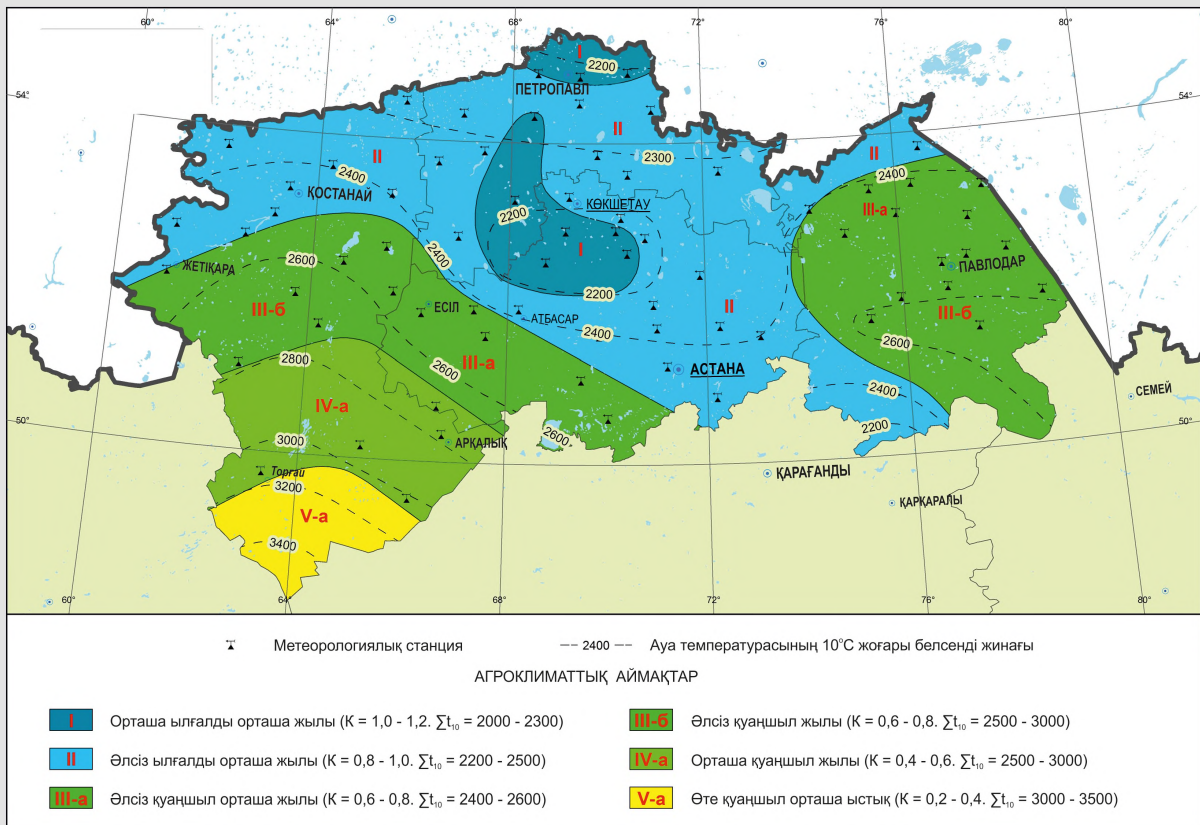 60° 64° 68° 72° 76° 80°
I
2200
54° ПЕТРОПАВЛ 54°
II
II 2300 II
2400 2400
ҚОСТАНАЙ 2200 КӨКШЕТАУ III-а
I
2400
2600
ЖЕТІҚАРА ПАВЛОДАР
2200
III-б ЕСІЛ II III-б
АТБАСАР
2400
2800 2600
III-а 2600 АСТАНА
2400 СЕМЕЙ
IV-а
50° 2200 50°
3000 АРҚАЛЫҚ 2600
Торғай ҚАРАҒАНДЫ
3200
ҚАРҚАРАЛЫ
V-а
3400
60° 64° 68° 72° 76° 80°
Метеорологиялық станция
2400 Ауа температурасының 10°С жоғары белсенді жинағы
АГРОКЛИМАТТЫҚ АЙМАҚТАР
I Орташа ылғалды орташа жылы (К = 1,0 - 1,2. ∑t₁₀ = 2000 - 2300)
II Әлсіз ылғалды орташа жылы (К = 0,8 - 1,0. ∑t₁₀ = 2200 - 2500)
III-а Әлсіз қуаңшыл орташа жылы (К = 0,6 - 0,8. ∑t₁₀ = 2400 - 2600)
III-б Әлсіз қуаңшыл жылы (К = 0,6 - 0,8. ∑t₁₀ = 2500 - 3000)
IV-а Орташа қуаңшыл жылы (К = 0,4 - 0,6. ∑t₁₀ = 2500 - 3000)
V-а Өте қуаңшыл орташа ыстық (К = 0,2 - 0,4. ∑t₁₀ = 3000 - 3500)